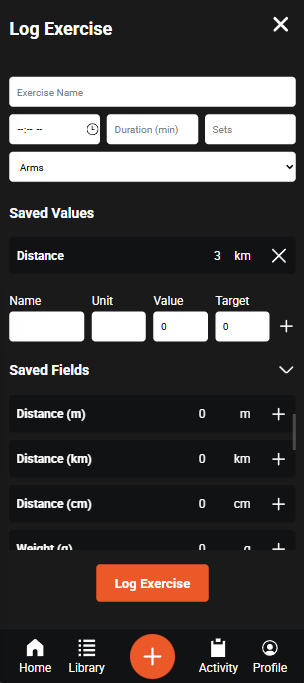 Log Exercise
Exercise Name
--:-- --
Duration (min)
Sets
Arms
Saved Values
Distance 3 km
Name Unit Value Target
0 0
Saved Fields
Distance (m) 0 m
Distance (km) 0 km
Distance (cm) 0 cm
Weight (g) 0 g
Log Exercise
Home Library Activity Profile